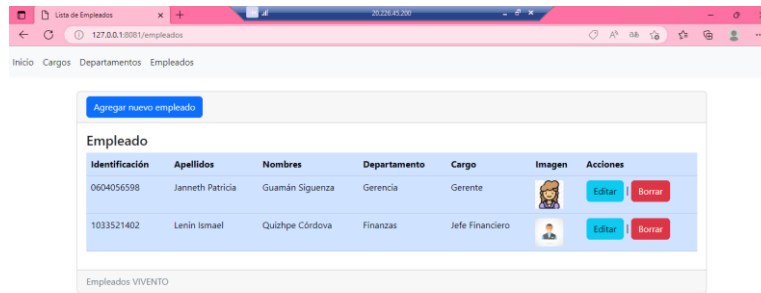 Lista de Empleados
20.228.45.200
127.0.0.1:8081/empleados
Inicio Cargos Departamentos Empleados
Agregar nuevo empleado
Empleado
Identificación Apellidos Nombres Departamento Cargo Imagen Acciones
0604056598 Janneth Patricia Guamán Siguenza Gerencia Gerente Editar | Borrar
1033521402 Lenin Ismael Quizhpe Córdova Finanzas Jefe Financiero Editar | Borrar
Empleados VIVENTO